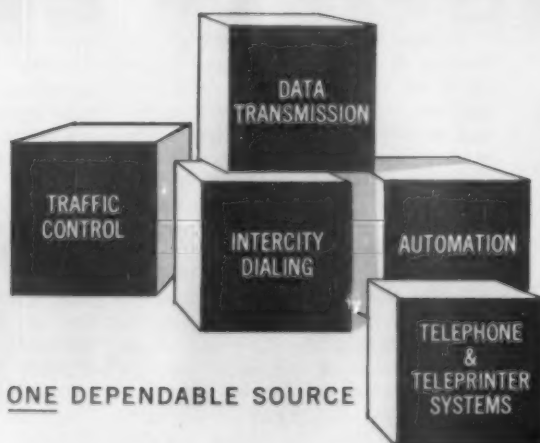 DATA
TRANSMISSION
TRAFFIC
CONTROL
INTERCITY
DIALING
AUTOMATION
TELEPHONE
&
TELEPRINTER
SYSTEMS
ONE DEPENDABLE SOURCE